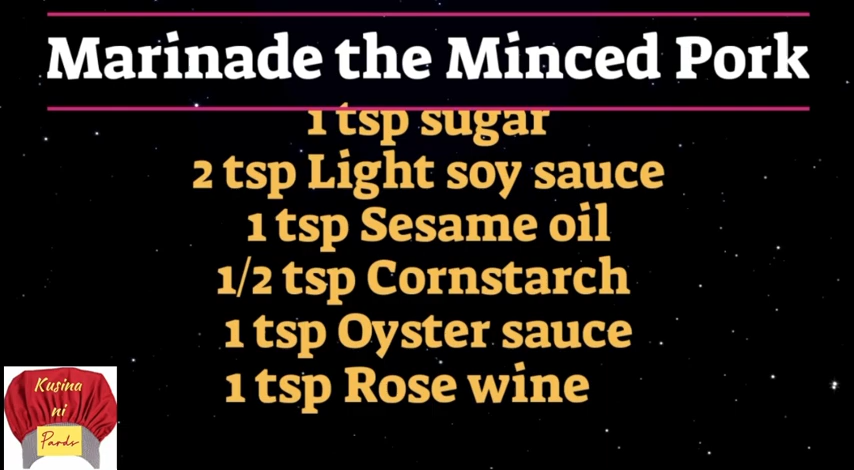 Marinade the Minced Pork
1 tsp sugar
2 tsp Light soy sauce
1 tsp Sesame oil
1/2 tsp Cornstarch
1 tsp Oyster sauce
1 tsp Rose wine
Kusina
ni
Pards